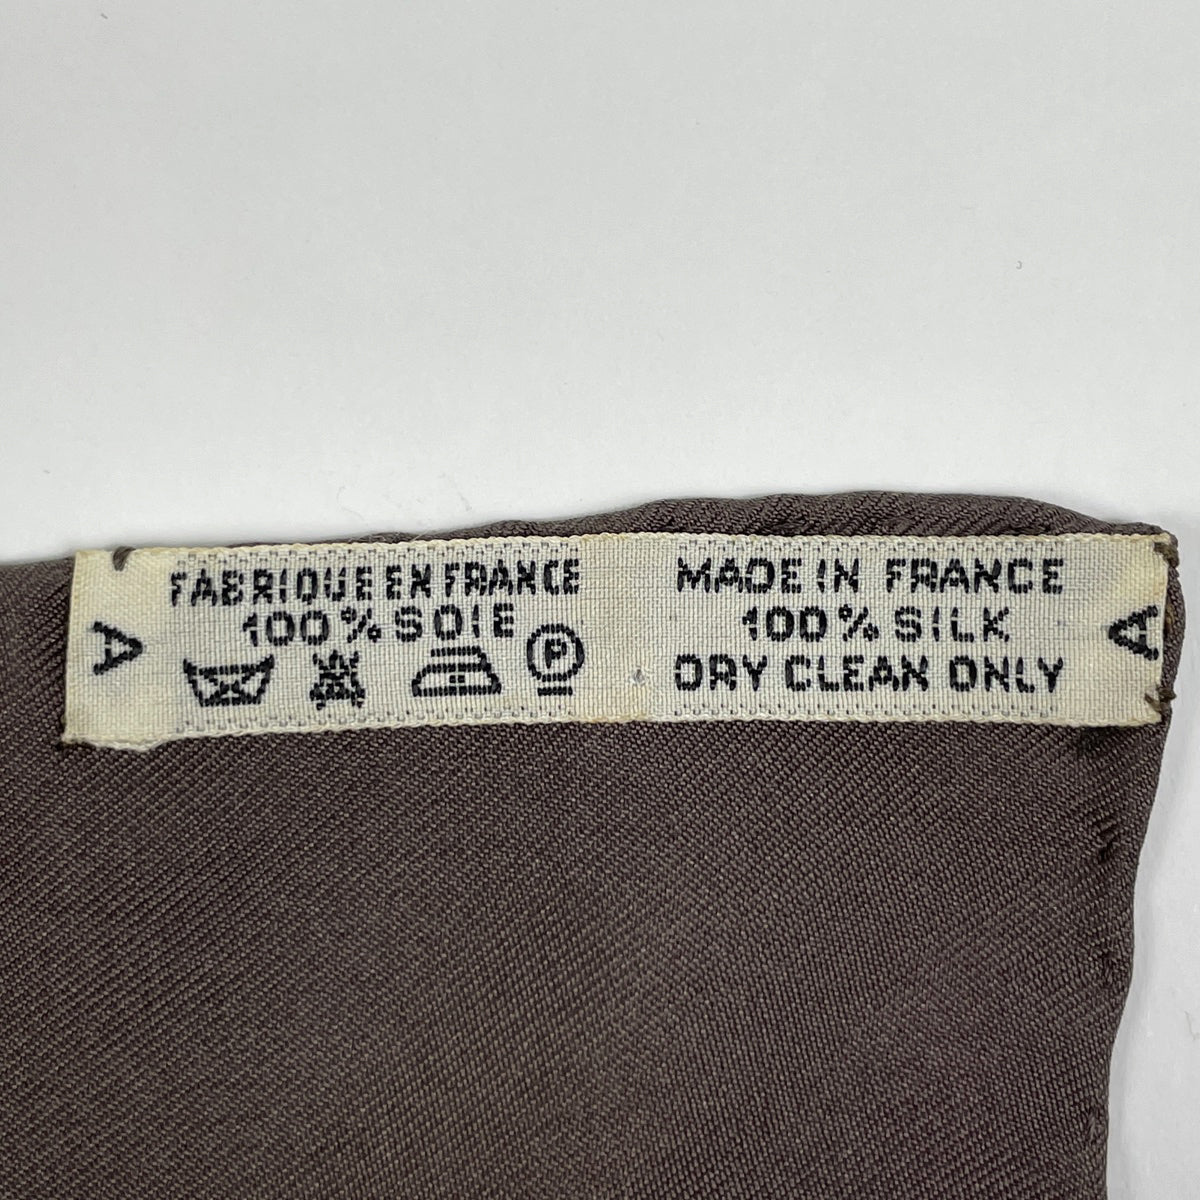 FABRIQUE EN FRANCE
100% SOIE
P
A
MADE IN FRANCE
100% SILK
DRY CLEAN ONLY
A